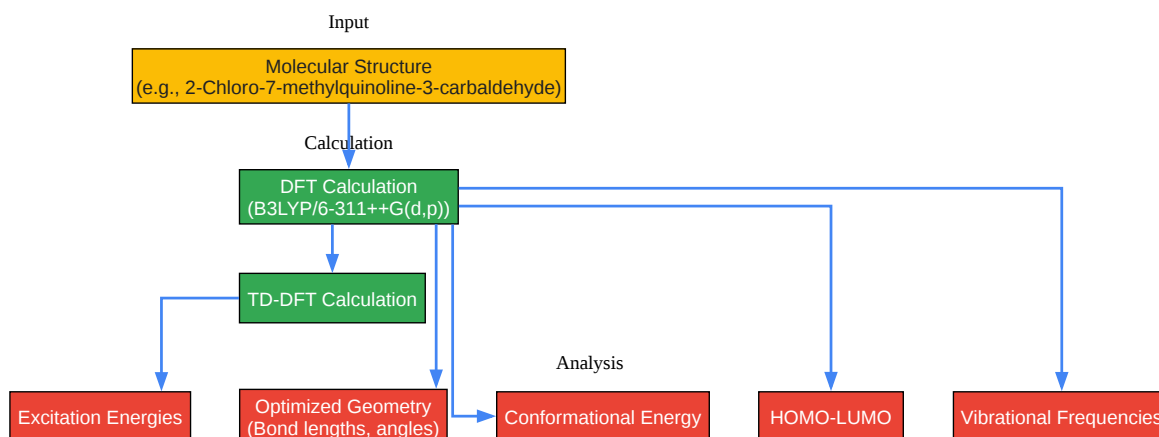 Input
Molecular Structure
(e.g., 2-Chloro-7-methylquinoline-3-carbaldehyde)
Calculation
DFT Calculation
(B3LYP/6-311++G(d,p))
TD-DFT Calculation
Analysis
Excitation Energies
Optimized Geometry
(Bond lengths, angles)
Conformational Energy
HOMO-LUMO
Vibrational Frequencies